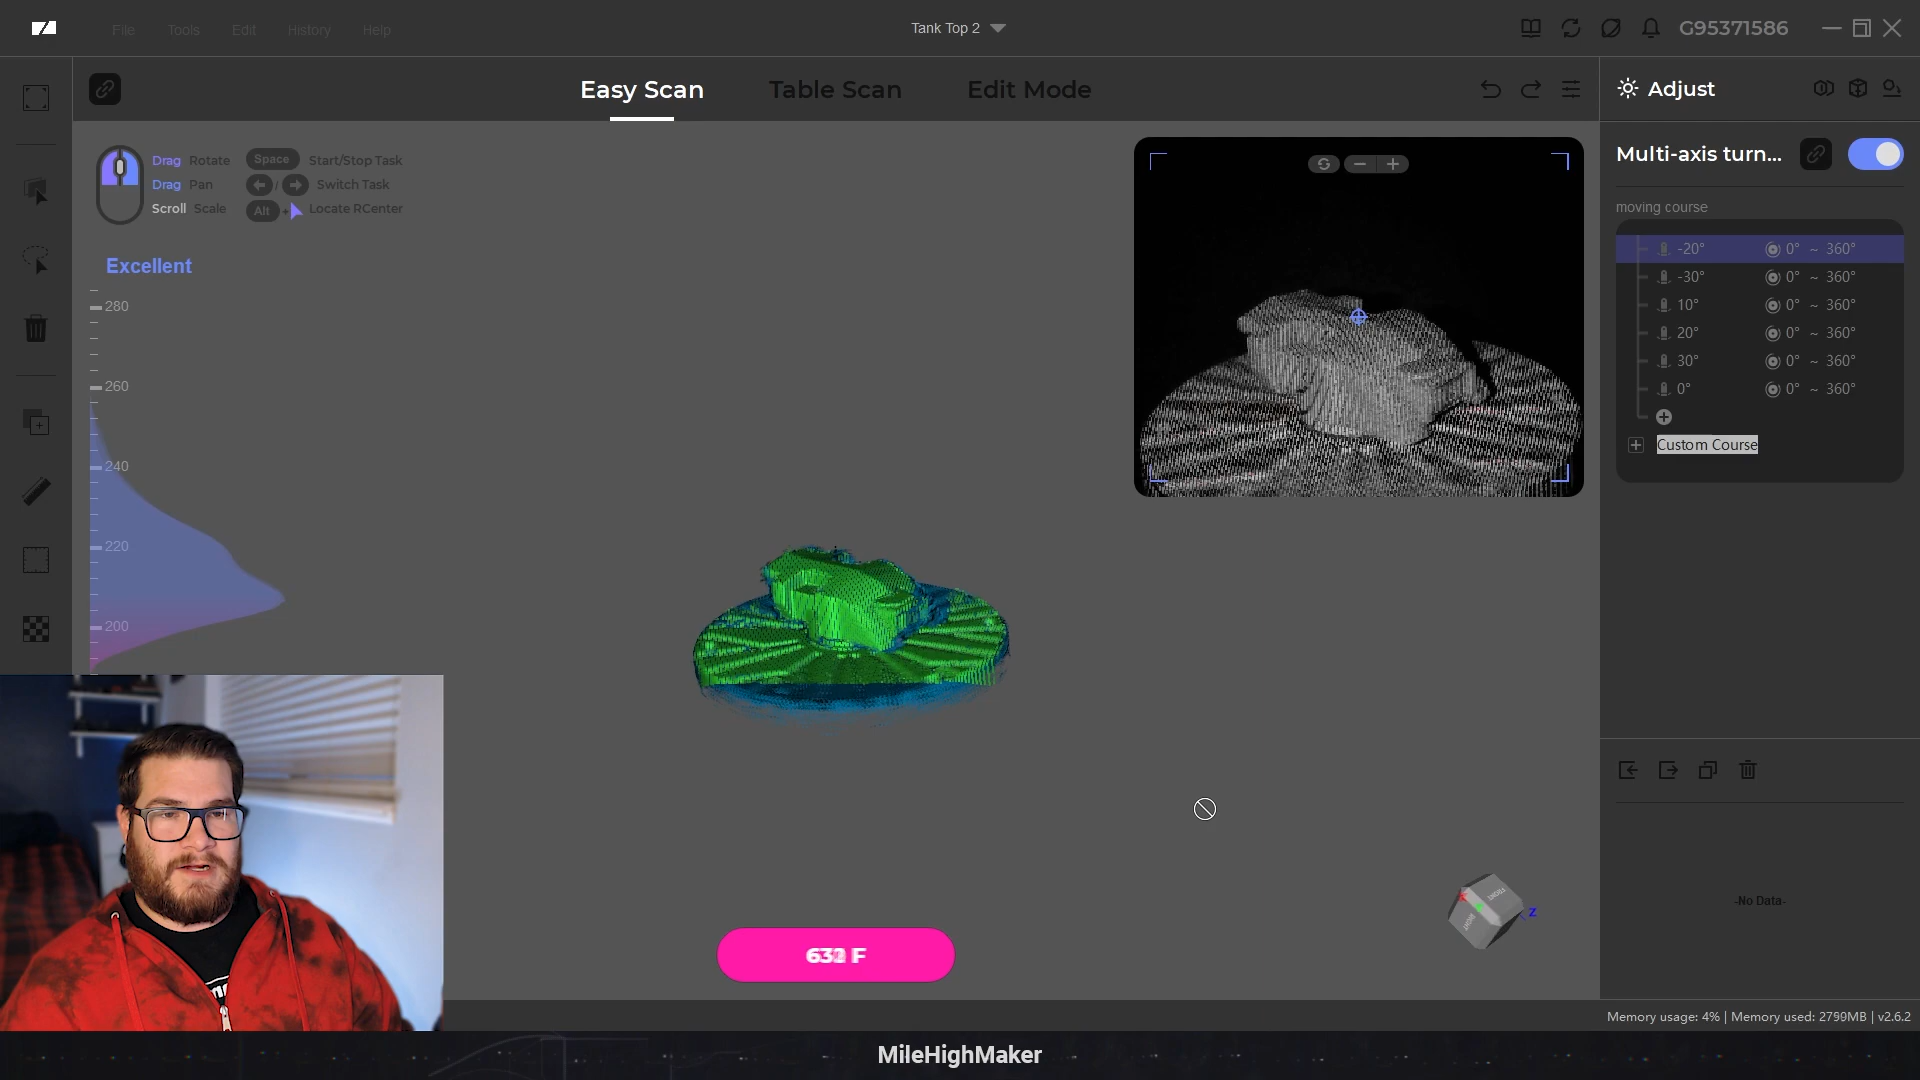 File Tools Edit History Help
Tank Top 2
G95371586
Easy Scan Table Scan Edit Mode
Adjust
Drag Rotate Space Start/Stop Task
Drag Pan / Switch Task
Scroll Scale Alt + Locate RCenter
Excellent
280
260
240
220
200
Multi-axis turn...
moving course
-20° 0° ~ 360°
-30° 0° ~ 360°
10° 0° ~ 360°
20° 0° ~ 360°
30° 0° ~ 360°
0° 0° ~ 360°
Custom Course
-No Data-
FRONT
RIGHT
Z
F
Memory usage: 4% | Memory used: 2799MB | v2.6.2
MileHighMaker